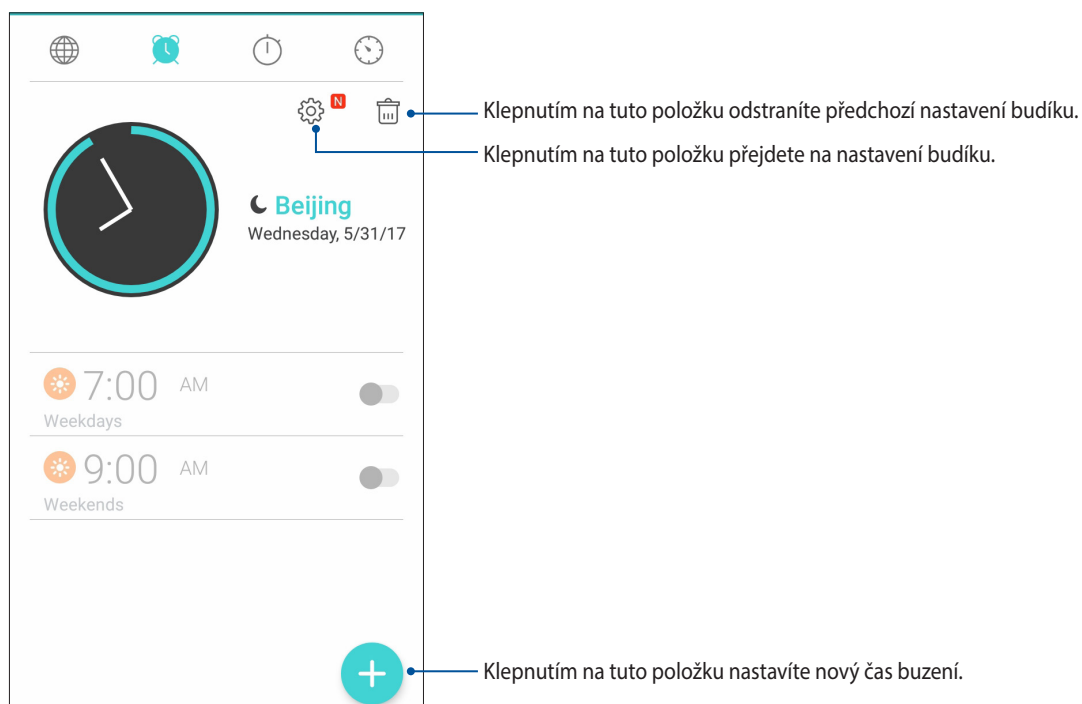 N
Klepnutím na tuto položku odstraníte předchozí nastavení budíku.
Klepnutím na tuto položku přejdete na nastavení budíku.
Beijing
Wednesday, 5/31/17
7:00 AM
Weekdays
9:00 AM
Weekends
Klepnutím na tuto položku nastavíte nový čas buzení.